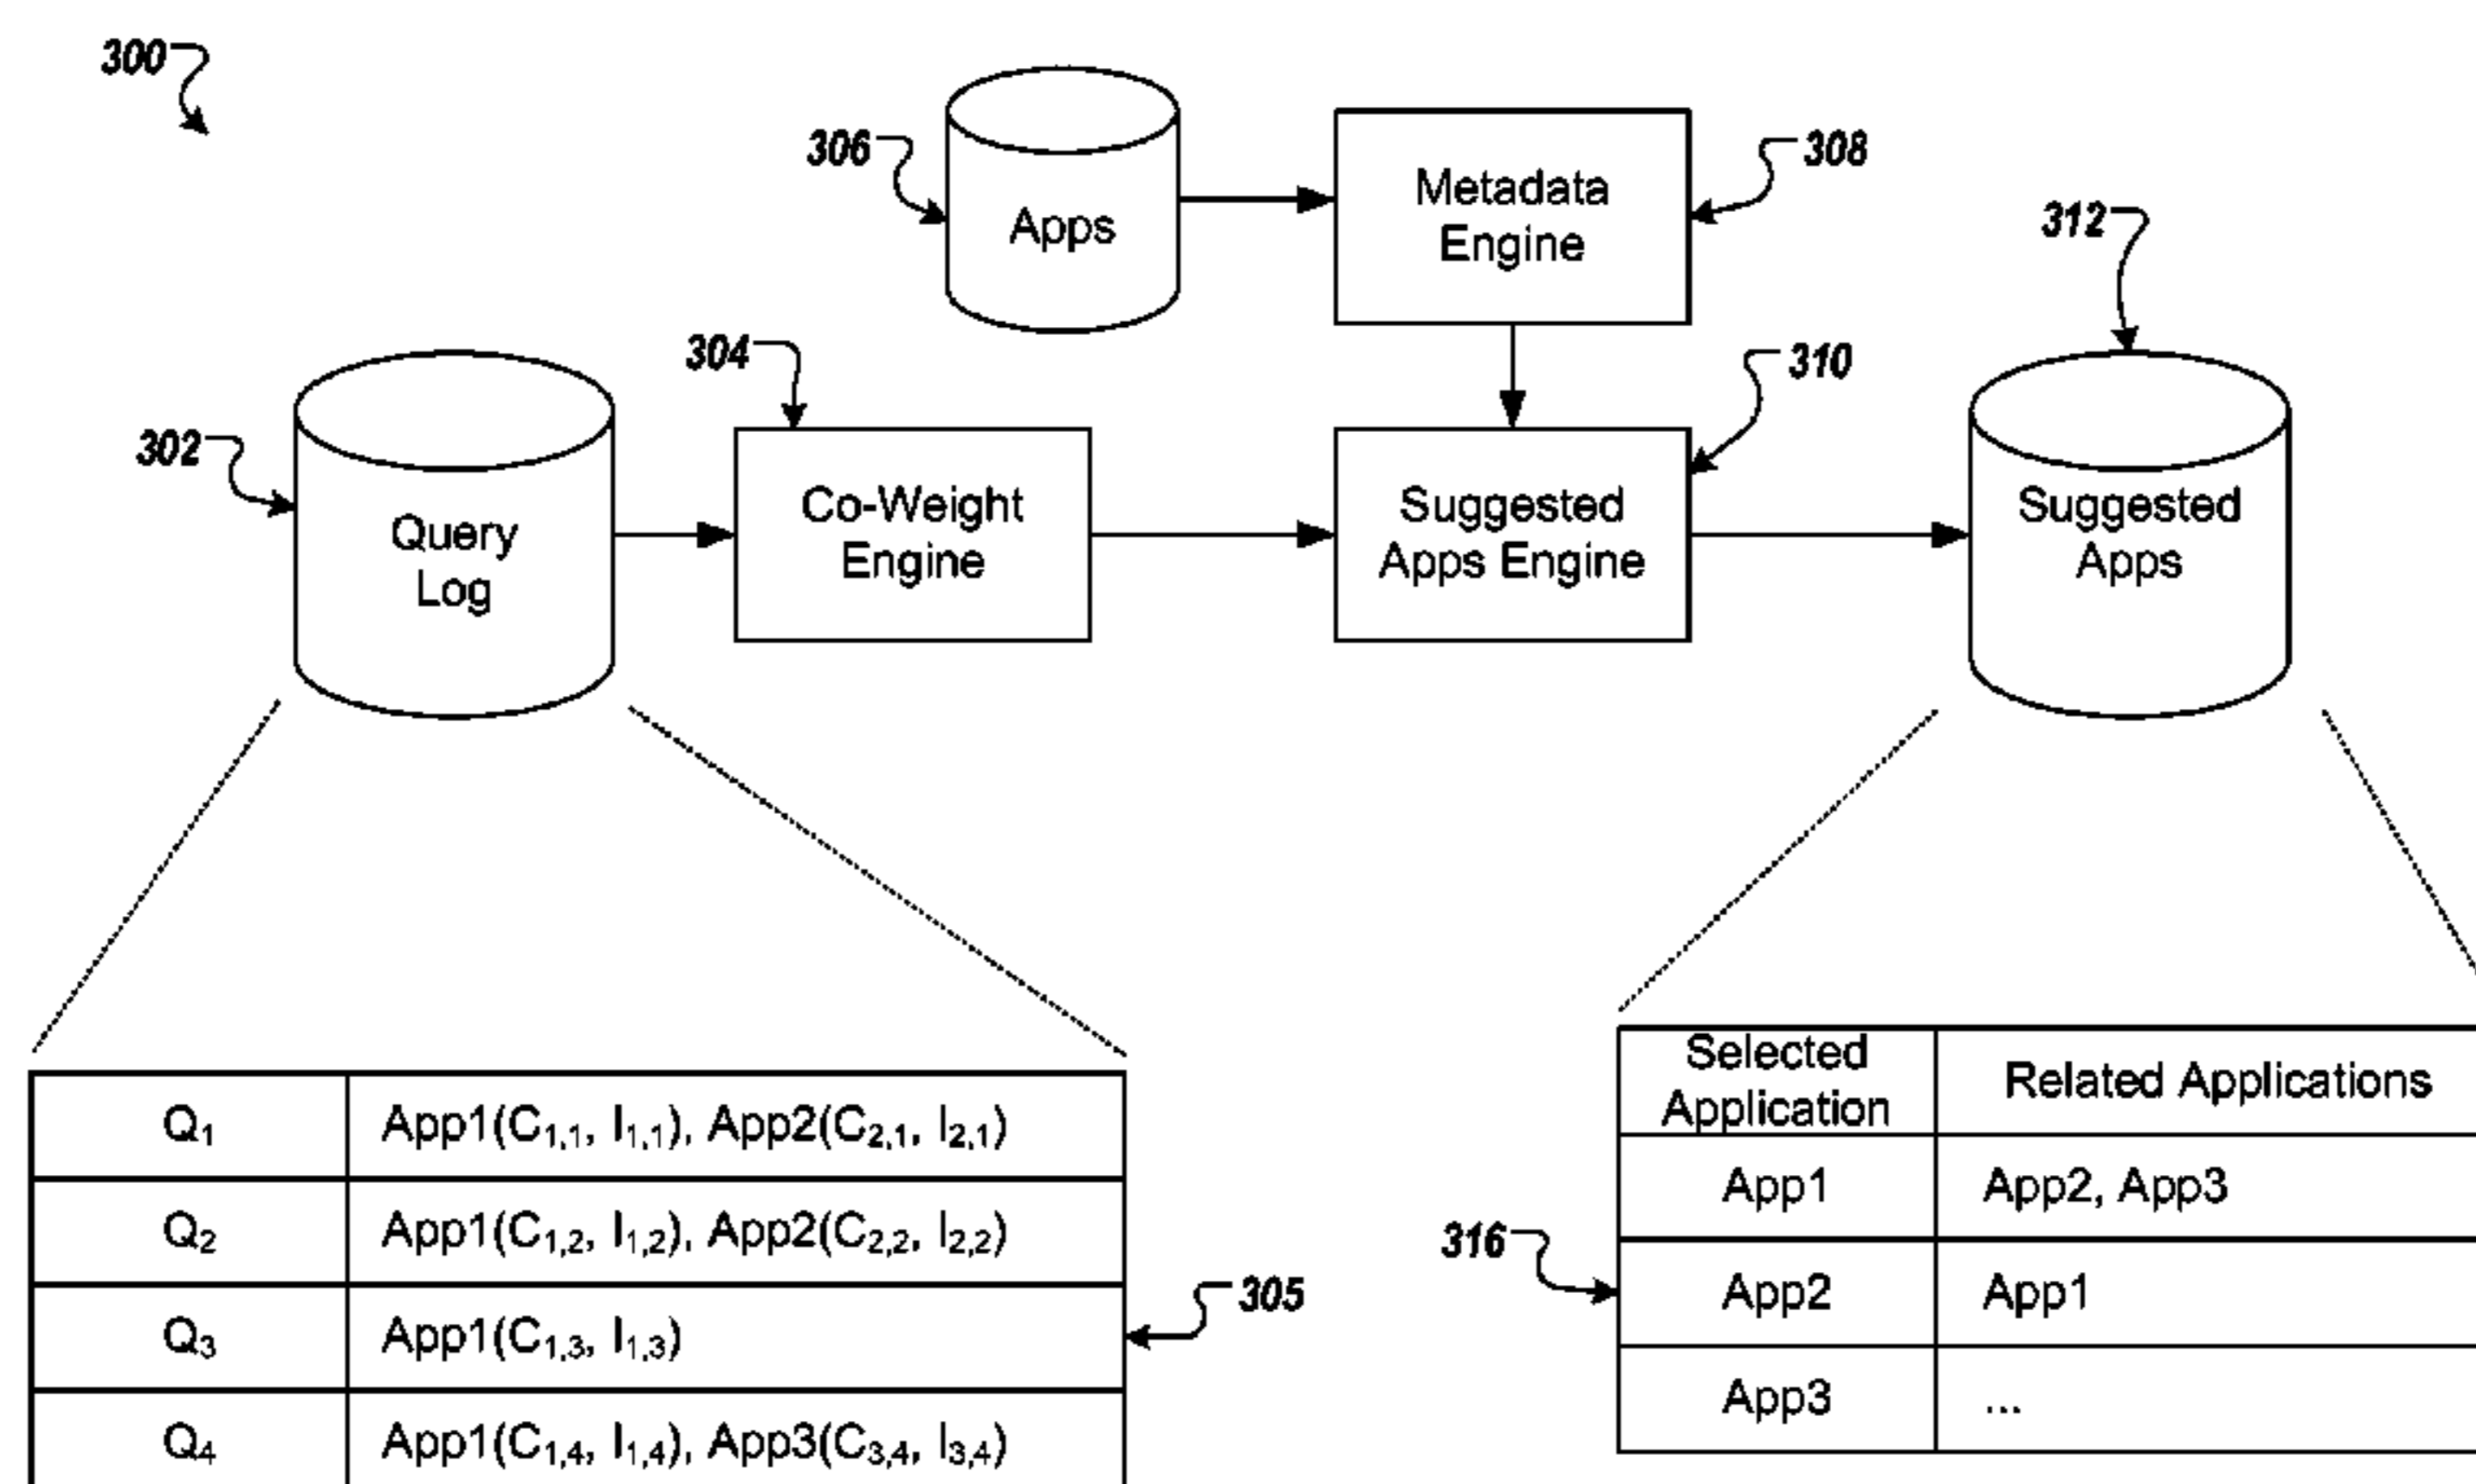 300
306
Apps
Metadata
Engine
308
312
304
310
302
Query
Log
Co-Weight
Engine
Suggested
Apps Engine
Suggested
Apps
Q₁ App1(C₁,₁, I₁,₁), App2(C₂,₁, I₂,₁)
Q₂ App1(C₁,₂, I₁,₂), App2(C₂,₂, I₂,₂)
Q₃ App1(C₁,₃, I₁,₃)
Q₄ App1(C₁,₄, I₁,₄), App3(C₃,₄, I₃,₄)
305
Selected
Application
Related Applications
App1 App2, App3
316
App2 App1
App3 ...